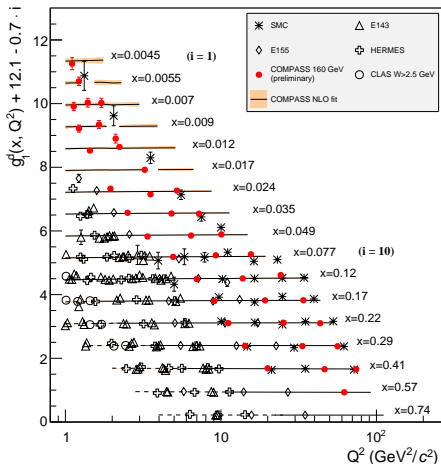 g₁ᵈ(x, Q²) + 12.1 - 0.7 · i
14
12
10
8
6
4
2
0
SMC
E143
E155
HERMES
COMPASS 160 GeV
(preliminary)
CLAS W>2.5 GeV
COMPASS NLO fit
x=0.0045
(i = 1)
x=0.0055
x=0.007
x=0.009
x=0.012
x=0.017
x=0.024
x=0.035
x=0.049
x=0.077
(i = 10)
x=0.12
x=0.17
x=0.22
x=0.29
x=0.41
x=0.57
x=0.74
1
10
10²
Q² (GeV²/c²)